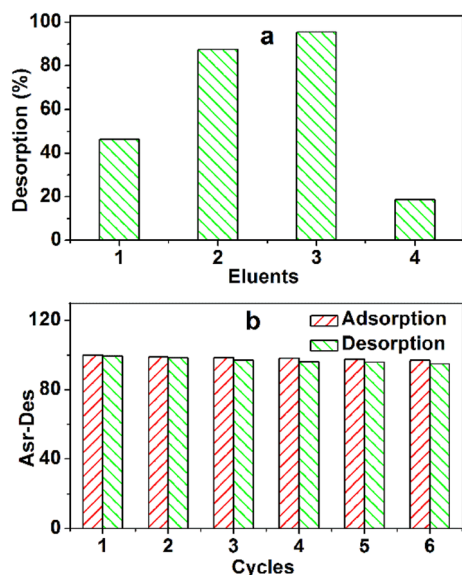 a
Desorption (%)
100
80
60
40
20
0
1 2 3 4
Eluents
b
Adsorption
Desorption
Asr-Des
120
80
40
0
1 2 3 4 5 6
Cycles